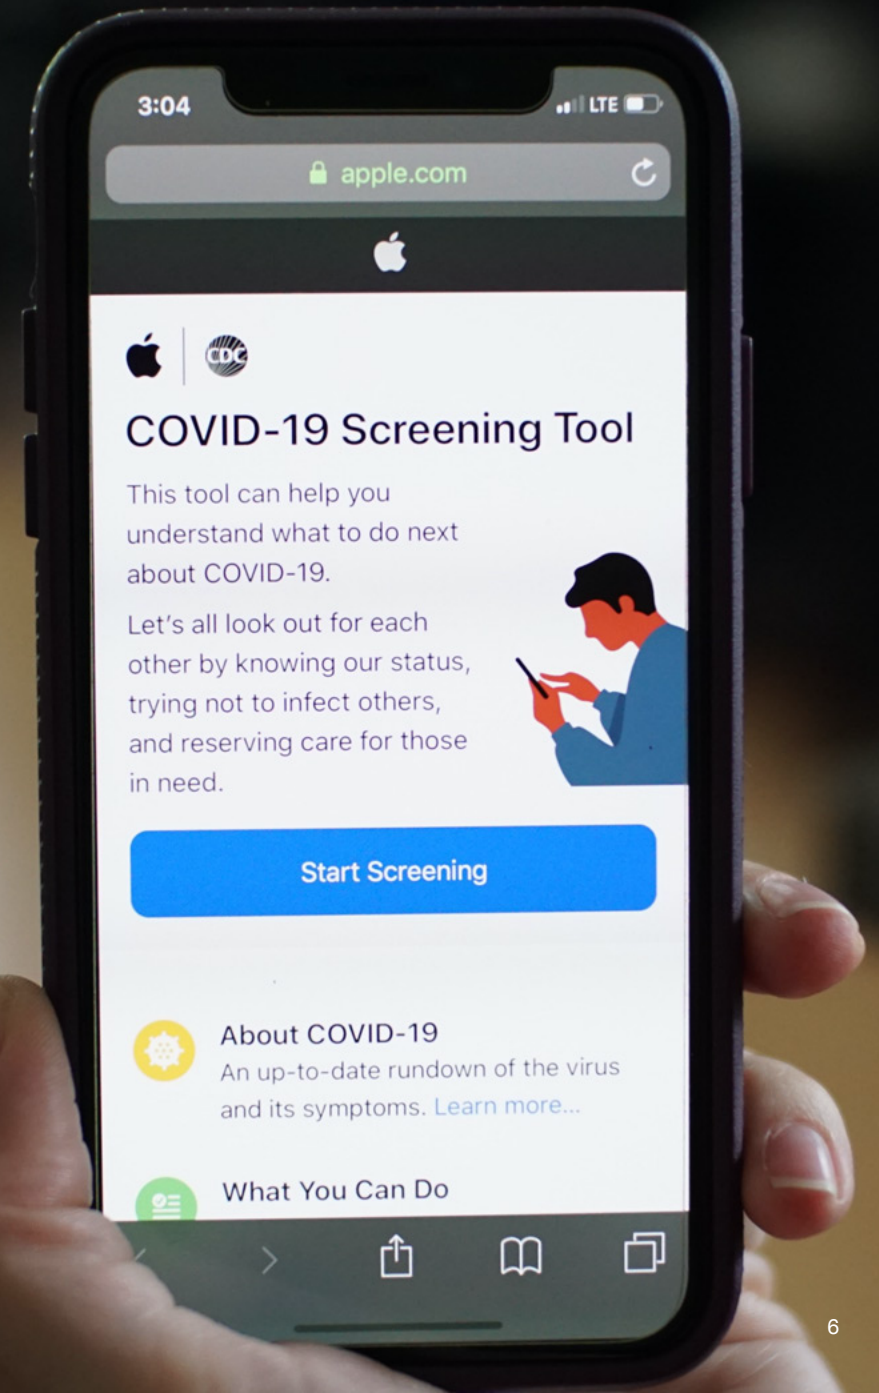 3:04 LTE
apple.com
CDC
COVID-19 Screening Tool
This tool can help you
understand what to do next
about COVID-19.
Let's all look out for each
other by knowing our status,
trying not to infect others,
and reserving care for those
in need.
Start Screening
About COVID-19
An up-to-date rundown of the virus
and its symptoms. Learn more...
What You Can Do
6